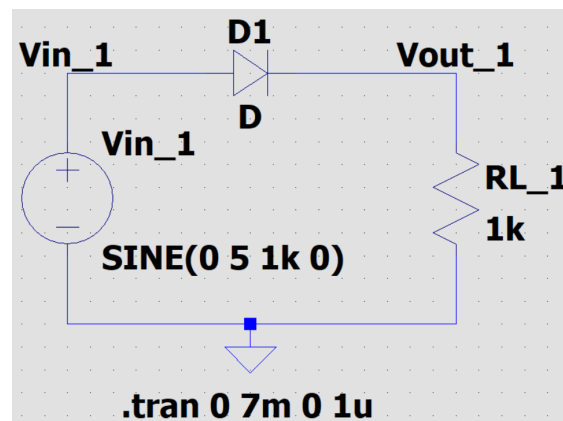 D1
Vin_1
Vout_1
D
Vin_1
RL_1
1k
SINE(0 5 1k 0)
.tran 0 7m 0 1u